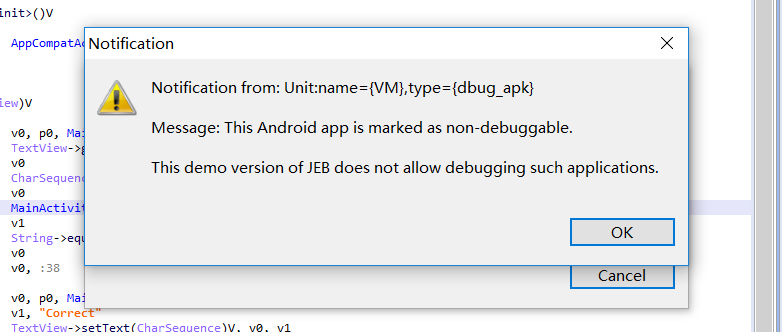 init>()V
AppCompatAc
Notification
Notification from: Unit:name={VM},type={dbug_apk}
Message: This Android app is marked as non-debuggable.
This demo version of JEB does not allow debugging such applications.
OK
Cancel
iew)V
v0, p0, Mai
TextView->g
v0
CharSequenc
v0
MainActivit
v1
String->equ
v0
v0, :38
v0, p0, Mai
v1, "Correct"
TextView->setText(CharSequence)V, v0, v1